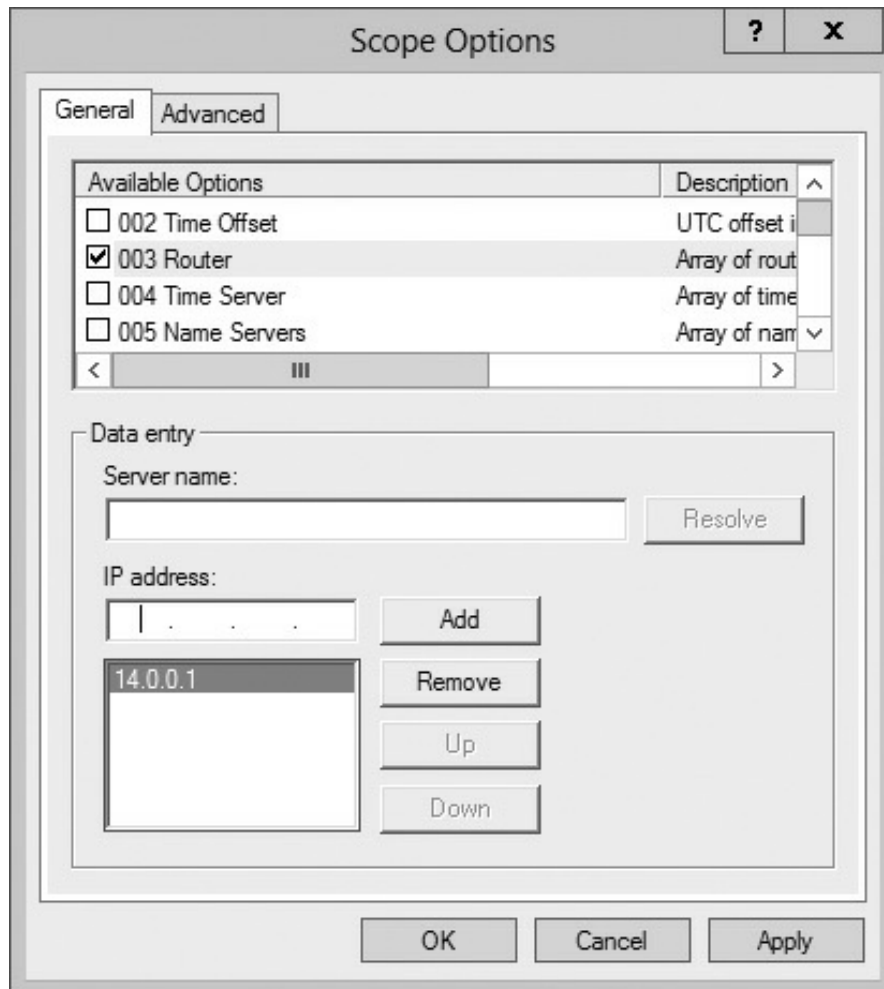 Scope Options ? x
General Advanced
Available Options Description
002 Time Offset UTC offset i
003 Router Array of rout
004 Time Server Array of time
005 Name Servers Array of nam
Data entry
Server name:
Resolve
IP address:
. . . Add
14.0.0.1 Remove
Up
Down
OK Cancel Apply